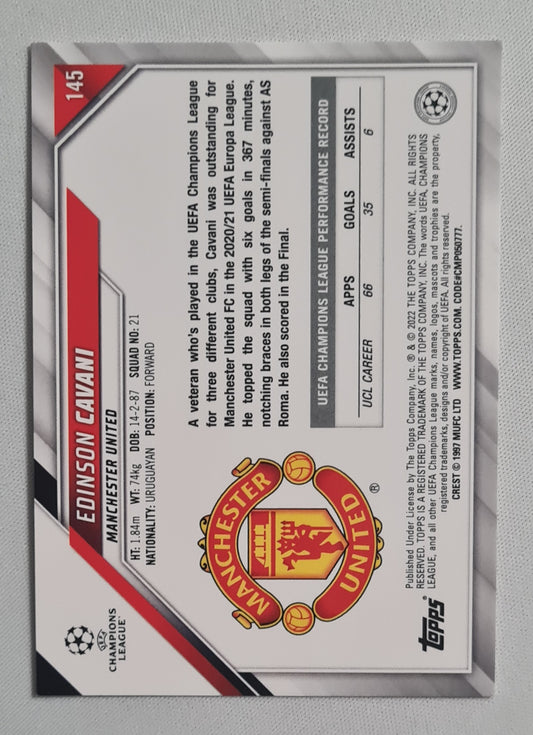 145
UEFA
CHAMPIONS
LEAGUE®
EDINSON CAVANI
MANCHESTER UNITED
HT: 1.84m WT: 74kg DOB: 14-2-87 SQUAD NO: 21
NATIONALITY: URUGUAYAN POSITION: FORWARD
MANCHESTER
UNITED
®
A veteran who's played in the UEFA Champions League
for three different clubs, Cavani was outstanding for
Manchester United FC in the 2020/21 UEFA Europa League.
He topped the squad with six goals in 367 minutes,
notching braces in both legs of the semi-finals against AS
Roma. He also scored in the Final.
UEFA CHAMPIONS LEAGUE PERFORMANCE RECORD
APPS GOALS ASSISTS
UCL CAREER 66 35 6
topps®
Published Under License by The Topps Company, Inc. ® & © 2022 THE TOPPS COMPANY, INC. ALL RIGHTS
RESERVED. TOPPS IS A REGISTERED TRADEMARK OF THE TOPPS COMPANY, INC. The words UEFA, CHAMPIONS
LEAGUE, and all other UEFA Champions League marks, names, logos, mascots and trophies are the property,
registered trademarks, designs and/or copyright of UEFA. All rights reserved.
CREST © 1997 MUFC LTD WWW.TOPPS.COM. CODE#CMP050777.